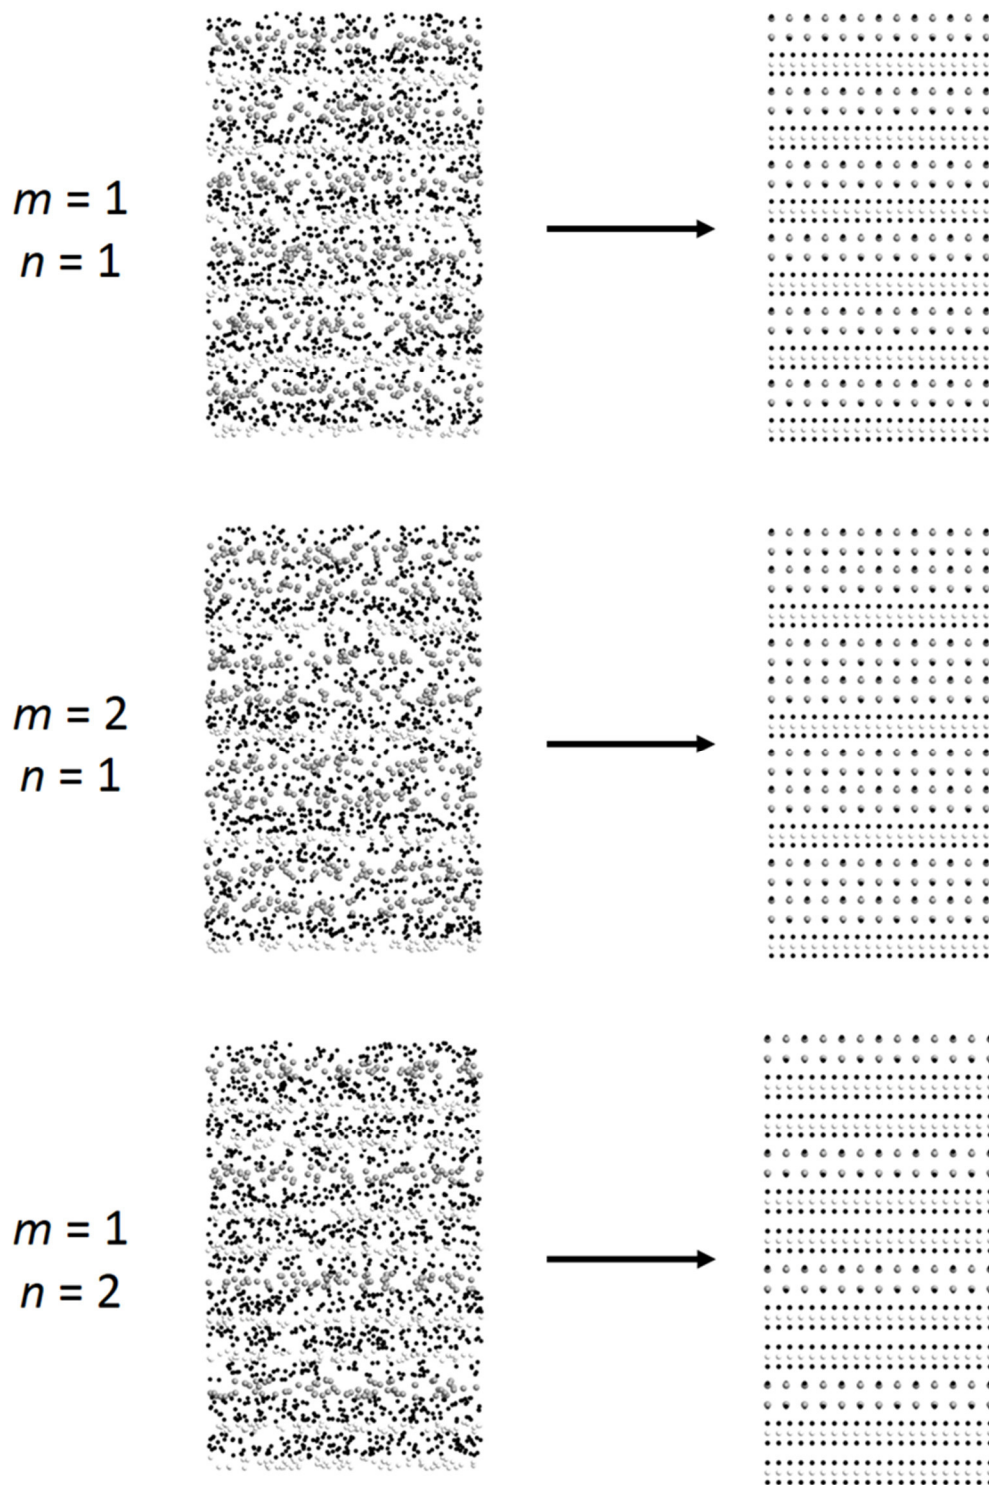 m = 1
n = 1
m = 2
n = 1
m = 1
n = 2